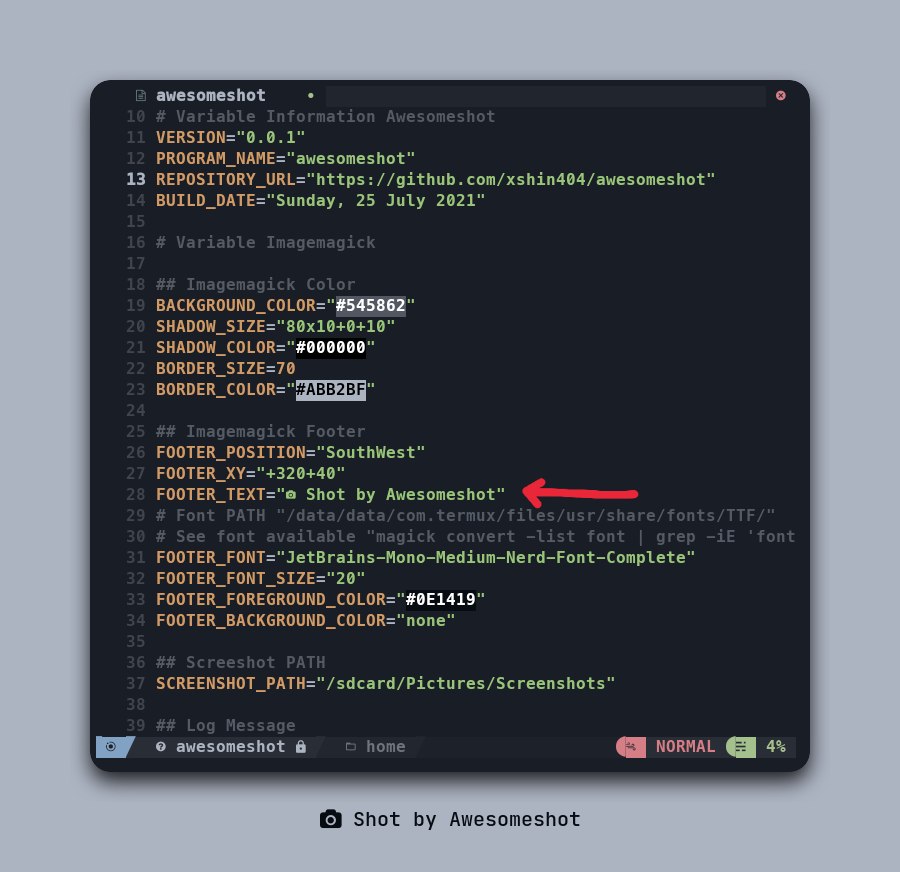 awesomeshot
10 # Variable Information Awesomeshot
11 VERSION="0.0.1"
12 PROGRAM_NAME="awesomeshot"
13 REPOSITORY_URL="https://github.com/xshin404/awesomeshot"
14 BUILD_DATE="Sunday, 25 July 2021"
15
16 # Variable Imagemagick
17
18 ## Imagemagick Color
19 BACKGROUND_COLOR="#545862"
20 SHADOW_SIZE="80x10+0+10"
21 SHADOW_COLOR="#000000"
22 BORDER_SIZE=70
23 BORDER_COLOR="#ABB2BF"
24
25 ## Imagemagick Footer
26 FOOTER_POSITION="SouthWest"
27 FOOTER_XY="+320+40"
28 FOOTER_TEXT=" Shot by Awesomeshot"
29 # Font PATH "/data/data/com.termux/files/usr/share/fonts/TTF/"
30 # See font available "magick convert -list font | grep -iE 'font
31 FOOTER_FONT="JetBrains-Mono-Medium-Nerd-Font-Complete"
32 FOOTER_FONT_SIZE="20"
33 FOOTER_FOREGROUND_COLOR="#0E1419"
34 FOOTER_BACKGROUND_COLOR="none"
35
36 ## Screeshot PATH
37 SCREENSHOT_PATH="/sdcard/Pictures/Screenshots"
38
39 ## Log Message
awesomeshot home NORMAL 4%
Shot by Awesomeshot